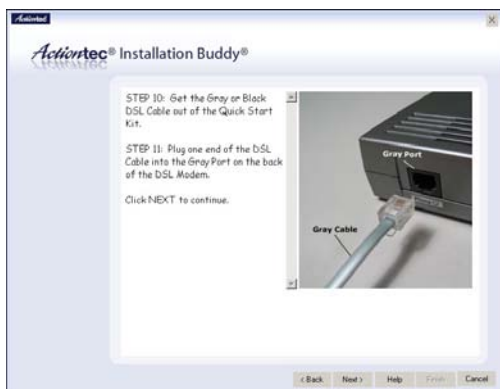 Actiontec
Actiontec® Installation Buddy®
STEP 10: Get the Gray or Black
DSL Cable out of the Quick Start
Kit.
STEP 11: Plug one end of the DSL
Cable into the Gray Port on the back
of the DSL Modem.
Click NEXT to continue.
Gray Port
Gray Cable
< Back Next > Help Finish Cancel